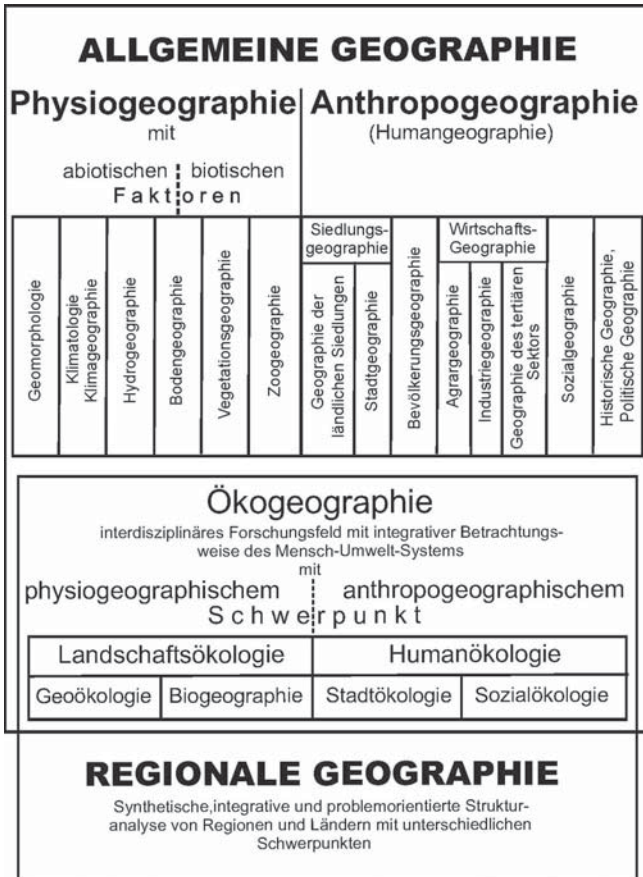 ALLGEMEINE GEOGRAPHIE
Physiogeographie
mit
abiotischen biotischen
Faktoren
Anthropogeographie
(Humangeographie)
Geomorphologie
Klimatologie
Klimageographie
Hydrogeographie
Bodengeographie
Vegetationsgeographie
Zoogeographie
Siedlungs-
geographie
Geographie der
ländlichen Siedlungen
Stadtgeographie
Bevölkerungsgeographie
Wirtschafts-
Geographie
Agrargeographie
Industriegeographie
Geographie des tertiären
Sektors
Sozialgeographie
Historische Geographie,
Politische Geographie
Ökogeographie
interdisziplinäres Forschungsfeld mit integrativer Betrachtungs-
weise des Mensch-Umwelt-Systems
mit
physiogeographischem anthropogeographischem
Schwerpunkt
Landschaftsökologie Humanökologie
Geoökologie Biogeographie Stadtökologie Sozialökologie
REGIONALE GEOGRAPHIE
Synthetische,integrative und problemorientierte Struktur-
analyse von Regionen und Ländern mit unterschiedlichen
Schwerpunkten